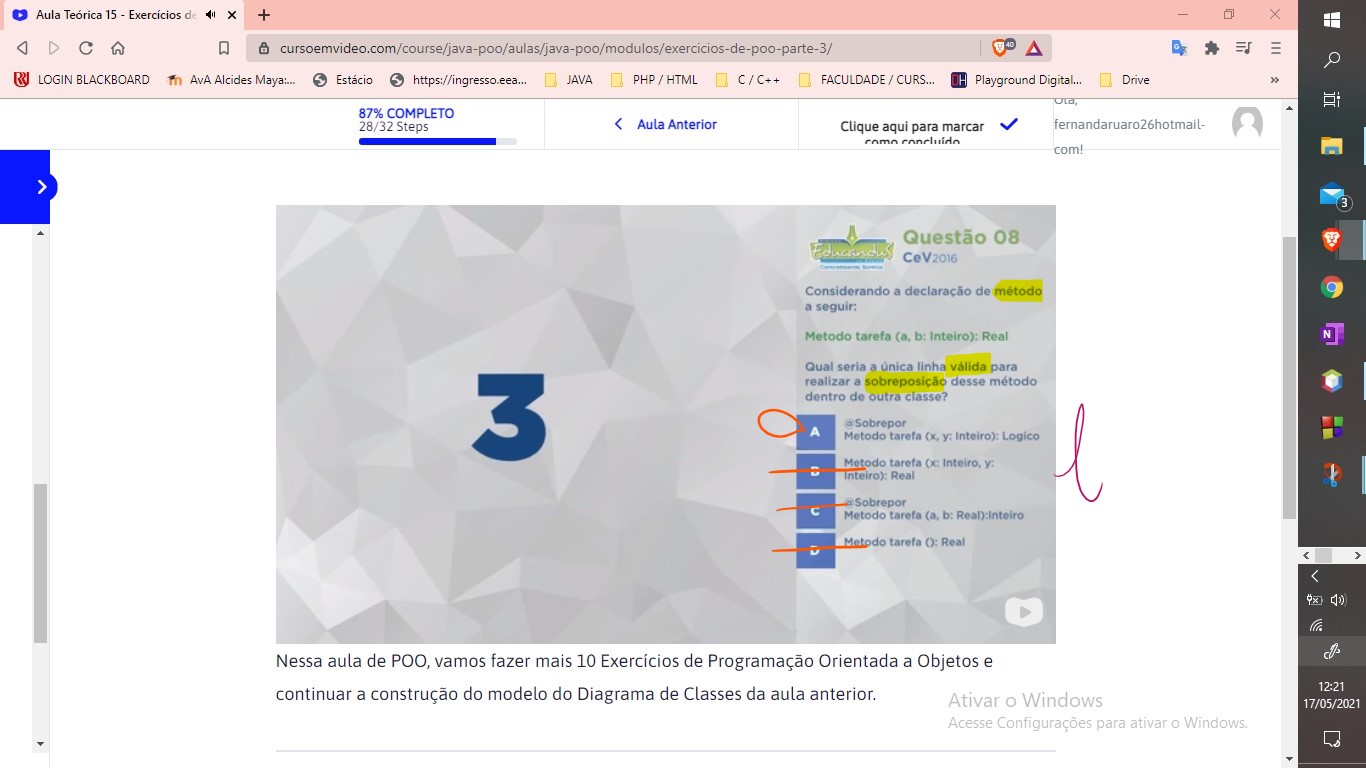 Aula Teórica 15 - Exercícios de
cursoemvideo.com/course/java-poo/aulas/java-poo/modulos/exercicios-de-poo-parte-3/
40
LOGIN BLACKBOARD
AvA Alcides Maya:...
Estácio
https://ingresso.eea...
JAVA
PHP / HTML
C / C++
FACULDADE / CURS...
Playground Digital...
Drive
»
87% COMPLETO
28/32 Steps
Aula Anterior
Clique aqui para marcar
como concluído
Olá,
fernandaruaro26hotmail-
com!
3
Educandus
Concretizando Sonhos
Questão 08
CeV2016
Considerando a declaração de método
a seguir:
Metodo tarefa (a, b: Inteiro): Real
Qual seria a única linha válida para
realizar a sobreposição desse método
dentro de outra classe?
A
@Sobrepor
Metodo tarefa (x, y: Inteiro): Logico
B
Metodo tarefa (x: Inteiro, y:
Inteiro): Real
C
@Sobrepor
Metodo tarefa (a, b: Real):Inteiro
D
Metodo tarefa (): Real
Nessa aula de POO, vamos fazer mais 10 Exercícios de Programação Orientada a Objetos e
continuar a construção do modelo do Diagrama de Classes da aula anterior.
Ativar o Windows
Acesse Configurações para ativar o Windows.
3
12:21
17/05/2021